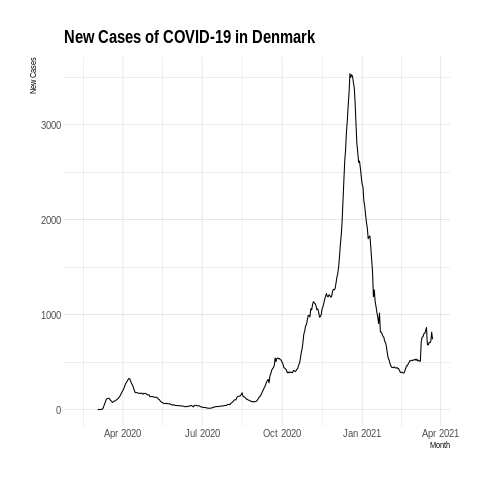 New Cases of COVID-19 in Denmark
New Cases
3000
2000
1000
0
Apr 2020
Jul 2020
Oct 2020
Jan 2021
Apr 2021
Month